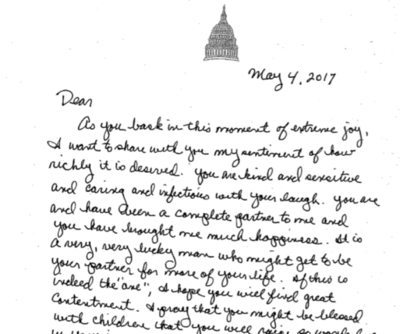 May 4, 2017
Dear
As you bask in this moment of extreme joy,
I want to share with you my sentiment of how
richly it is deserved. You are kind and sensitive
and caring and infectious with your laugh. You are
and have been a complete partner to me and
you have brought me much happiness. It is
a very, very lucky man who might get to be
your partner for more of your life. If this is
indeed the "one", I hope you will find great
contentment. I pray that you might be blessed
with children that you will raise